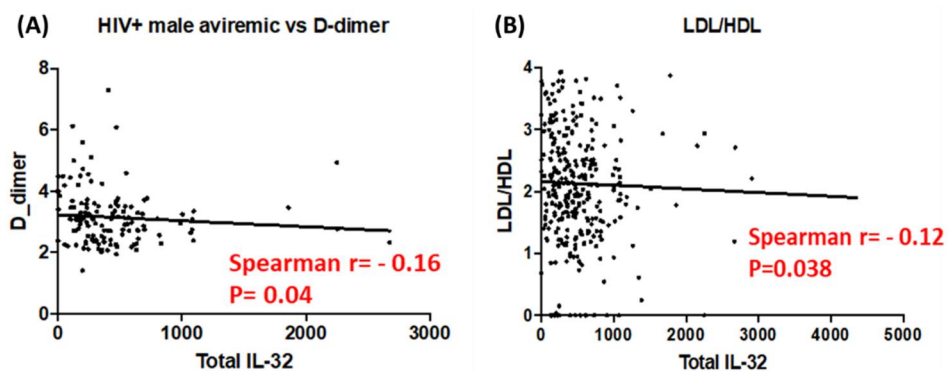 (A)
HIV+ male aviremic vs D-dimer
D_dimer
8
6
4
2
0
0 1000 2000 3000
Total IL-32
Spearman r= - 0.16
P= 0.04
(B)
LDL/HDL
LDL/HDL
4
3
2
1
0
0 1000 2000 3000 4000 5000
Total IL-32
Spearman r= - 0.12
P=0.038